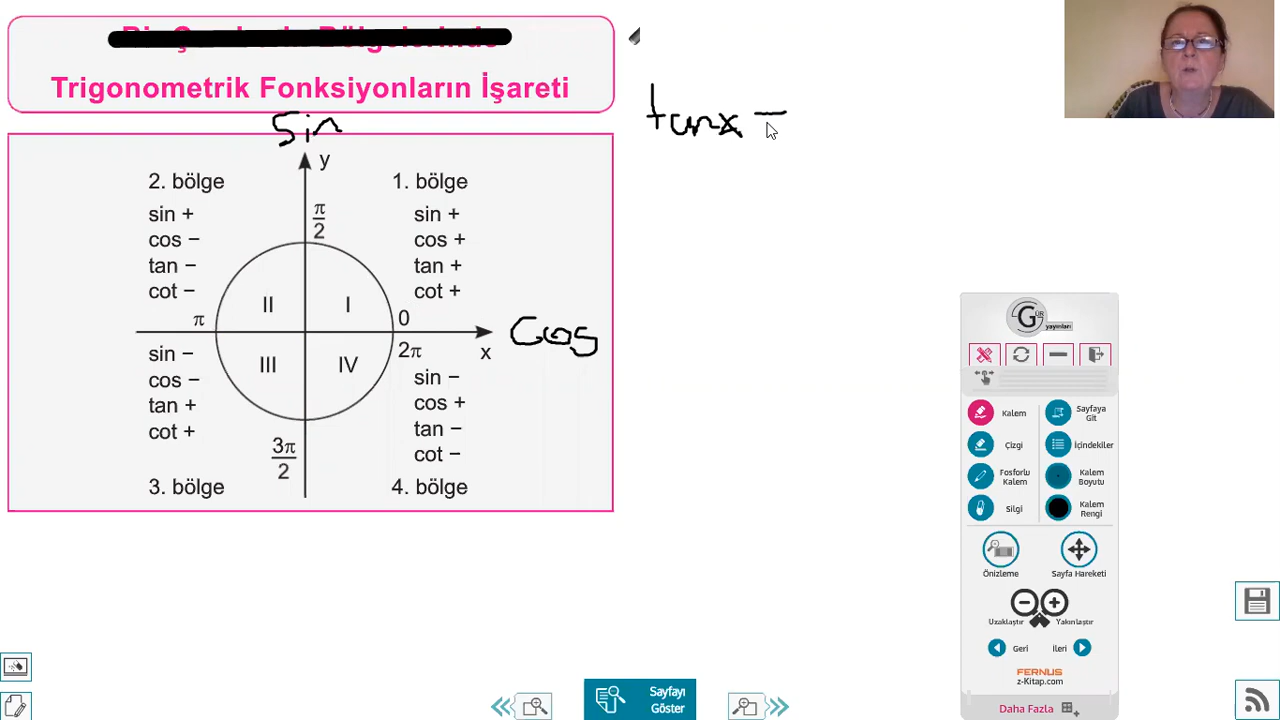 Trigonometrik Fonksiyonların İşareti
sin
tanx =
y
2. bölge
1. bölge
sin +
cos −
tan −
cot −
π
2
sin +
cos +
tan +
cot +
II
I
π
0
cos
2π
x
III
IV
sin −
cos −
tan +
cot +
sin −
cos +
tan −
cot −
3π
2
3. bölge
4. bölge
GÜR
yayınları
Kalem
Sayfaya Git
Çizgi
İçindekiler
Fosforlu Kalem
Kalem Boyutu
Silgi
Kalem Rengi
Önizleme
Sayfa Hareketi
Uzaklaştır
Yakınlaştır
Geri
İleri
FERNUS
z-Kitap.com
Daha Fazla
Sayfayı
Göster